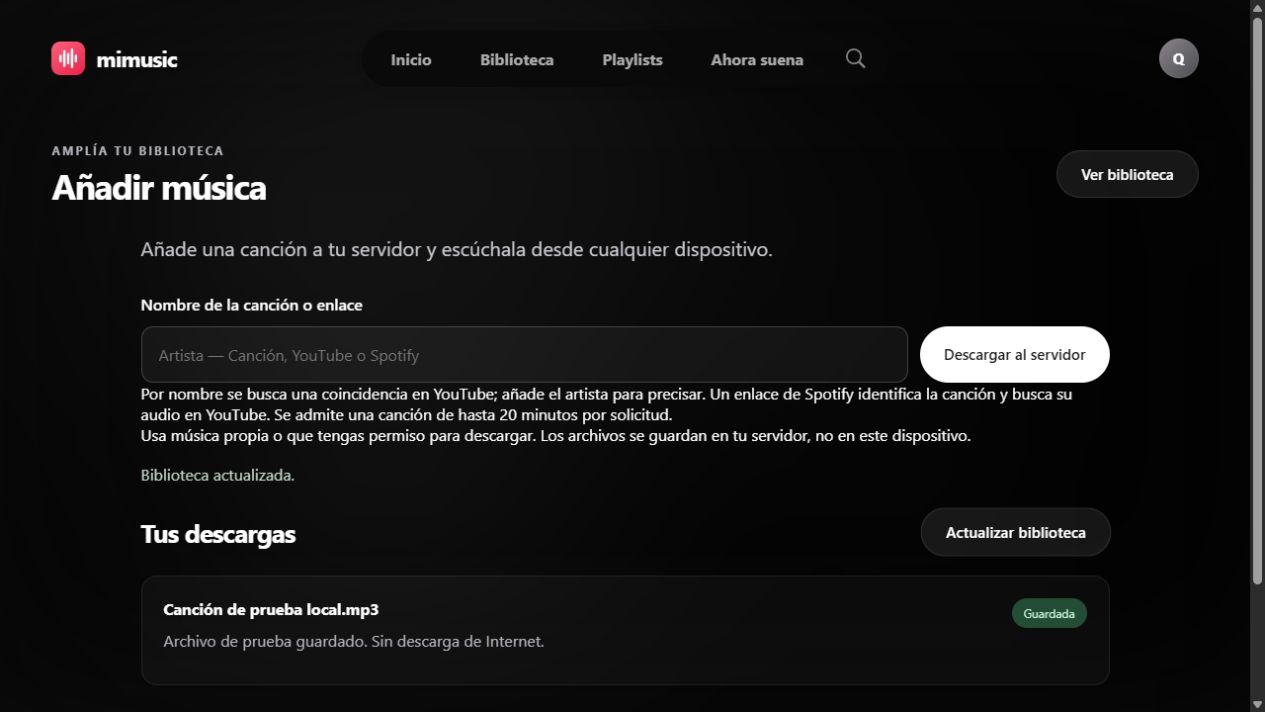 mimusic
Inicio
Biblioteca
Playlists
Ahora suena
Q
AMPLÍA TU BIBLIOTECA
Añadir música
Ver biblioteca
Añade una canción a tu servidor y escúchala desde cualquier dispositivo.
Nombre de la canción o enlace
Artista — Canción, YouTube o Spotify
Descargar al servidor
Por nombre se busca una coincidencia en YouTube; añade el artista para precisar. Un enlace de Spotify identifica la canción y busca su
audio en YouTube. Se admite una canción de hasta 20 minutos por solicitud.
Usa música propia o que tengas permiso para descargar. Los archivos se guardan en tu servidor, no en este dispositivo.
Biblioteca actualizada.
Tus descargas
Actualizar biblioteca
Canción de prueba local.mp3
Guardada
Archivo de prueba guardado. Sin descarga de Internet.